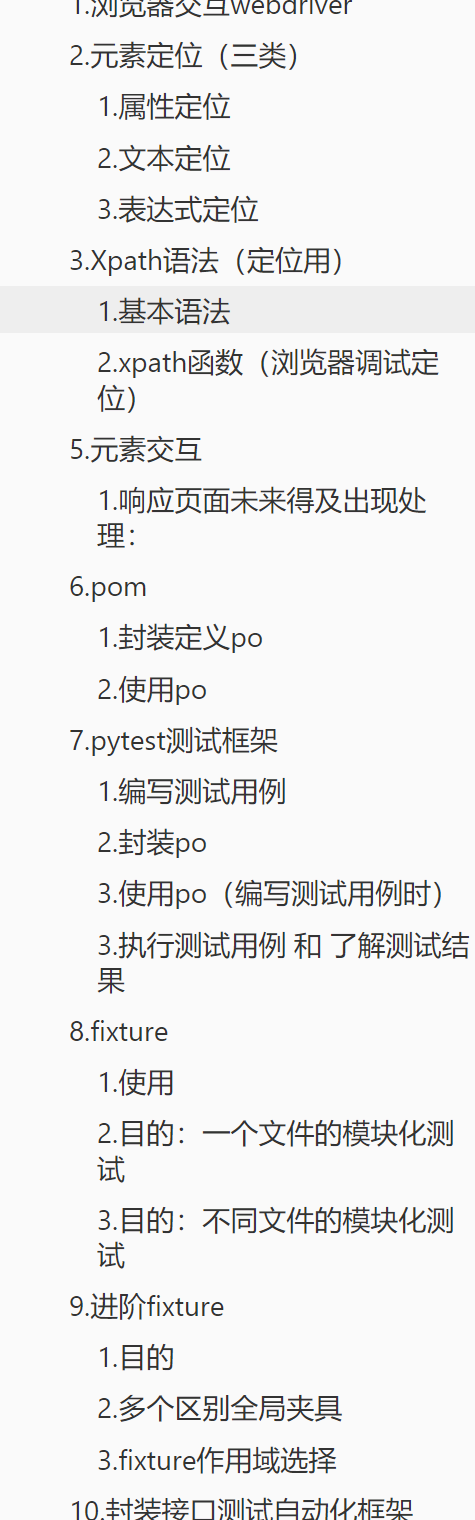 1.浏览器交互webdriver
2.元素定位（三类）
1.属性定位
2.文本定位
3.表达式定位
3.Xpath语法（定位用）
1.基本语法
2.xpath函数（浏览器调试定
位）
5.元素交互
1.响应页面未来得及出现处
理：
6.pom
1.封装定义po
2.使用po
7.pytest测试框架
1.编写测试用例
2.封装po
3.使用po（编写测试用例时）
3.执行测试用例 和 了解测试结
果
8.fixture
1.使用
2.目的：一个文件的模块化测
试
3.目的：不同文件的模块化测
试
9.进阶fixture
1.目的
2.多个区别全局夹具
3.fixture作用域选择
10.封装接口测试自动化框架